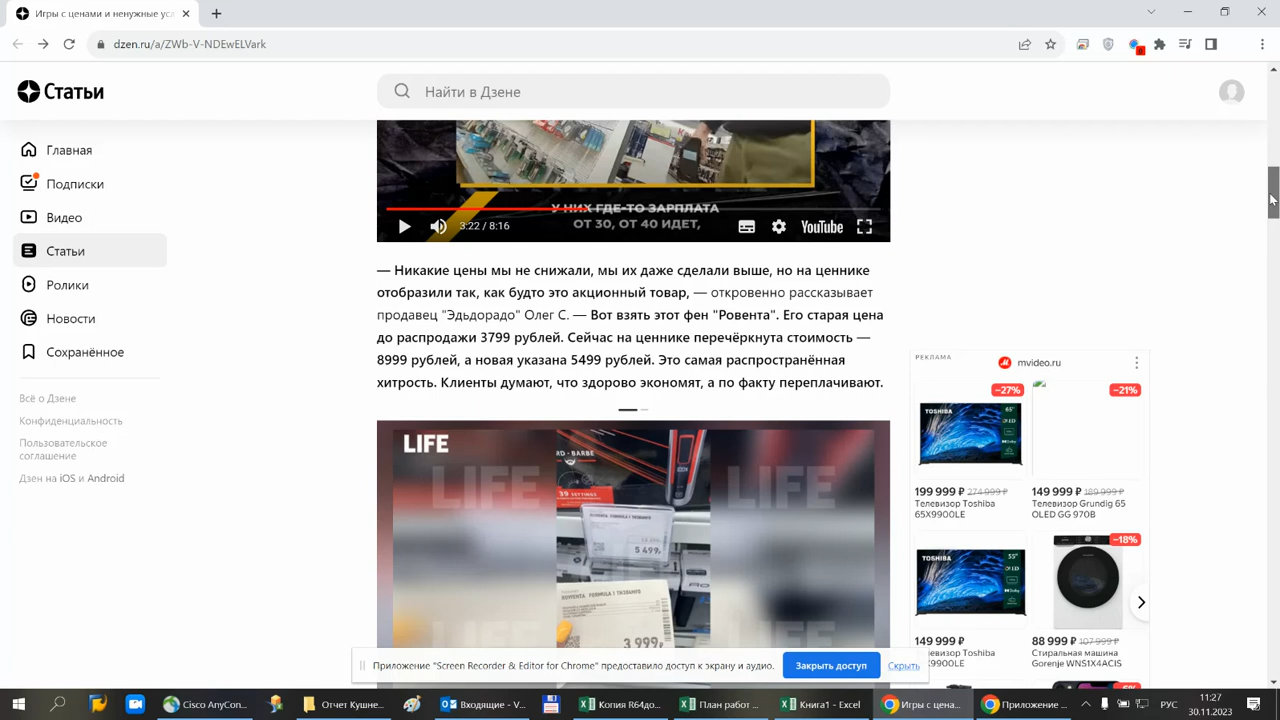 Игры с ценами и ненужные усл
dzen.ru/a/ZWb-V-NDEwELVark
Статьи
Найти в Дзене
Главная
Подписки
Видео
Статьи
Ролики
Новости
Сохранённое
Всё о Дзене
Конфиденциальность
Пользовательское
соглашение
Дзен на iOS и Android
У НИХ ГДЕ-ТО ЗАРПЛАТА
ОТ 30, ОТ 40 ИДЕТ,
3:22 / 8:16
YouTube
— Никакие цены мы не снижали, мы их даже сделали выше, но на ценнике
отобразили так, как будто это акционный товар, — откровенно рассказывает
продавец "Эльдорадо" Олег С. — Вот взять этот фен "Ровента". Его старая цена
до распродажи 3799 рублей. Сейчас на ценнике перечёркнута стоимость —
8999 рублей, а новая указана 5499 рублей. Это самая распространённая
хитрость. Клиенты думают, что здорово экономят, а по факту переплачивают.
LIFE
39 SETTINGS
5 499,
3 999,
РЕКЛАМА
mvideo.ru
−27%
−21%
TOSHIBA
65"
199 999 ₽ 274 999 ₽
Телевизор Toshiba
65X9900LE
149 999 ₽ 189 999 ₽
Телевизор Grundig 65
OLED GG 970B
−18%
TOSHIBA
55"
149 999 ₽
елевизор Toshiba
X9900LE
88 999 ₽ 107 999 ₽
Стиральная машина
Gorenje WNS1X4ACIS
Приложение "Screen Recorder & Editor for Chrome" предоставило доступ к экрану и аудио.
Закрыть доступ
Скрыть
Cisco AnyCon...
Отчет Кушне...
Входящие - V...
Копия R64до...
План работ ...
Книга1 - Excel
Игры с цена...
Приложение ...
РУС
11:27
30.11.2023